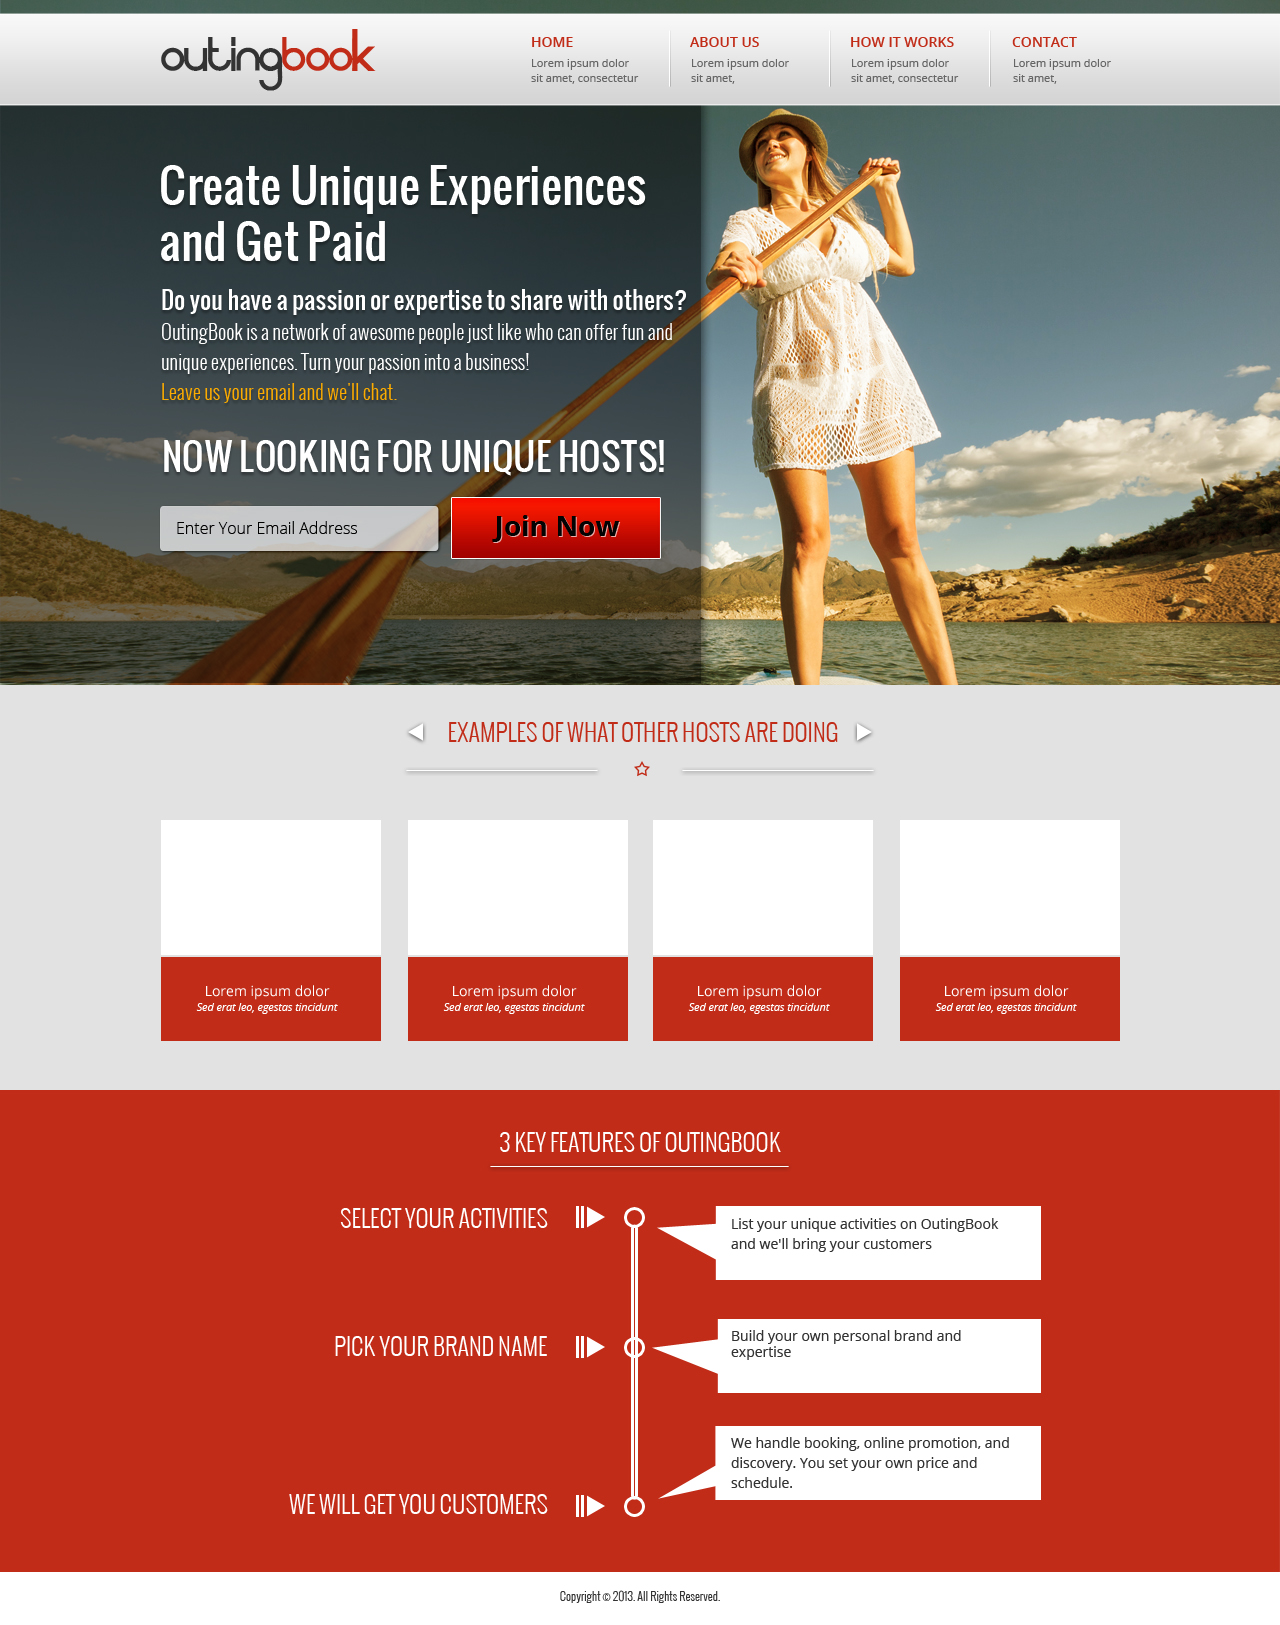 outingbook
HOME
Lorem ipsum dolor
sit amet, consectetur
ABOUT US
Lorem ipsum dolor
sit amet,
HOW IT WORKS
Lorem ipsum dolor
sit amet, consectetur
CONTACT
Lorem ipsum dolor
sit amet,
Create Unique Experiences
and Get Paid
Do you have a passion or expertise to share with others?
OutingBook is a network of awesome people just like who can offer fun and
unique experiences. Turn your passion into a business!
Leave us your email and we'll chat.
NOW LOOKING FOR UNIQUE HOSTS!
Enter Your Email Address
Join Now
EXAMPLES OF WHAT OTHER HOSTS ARE DOING
Lorem ipsum dolor
Sed erat leo, egestas tincidunt
Lorem ipsum dolor
Sed erat leo, egestas tincidunt
Lorem ipsum dolor
Sed erat leo, egestas tincidunt
Lorem ipsum dolor
Sed erat leo, egestas tincidunt
3 KEY FEATURES OF OUTINGBOOK
SELECT YOUR ACTIVITIES
List your unique activities on OutingBook
and we'll bring your customers
PICK YOUR BRAND NAME
Build your own personal brand and
expertise
WE WILL GET YOU CUSTOMERS
We handle booking, online promotion, and
discovery. You set your own price and
schedule.
Copyright © 2013. All Rights Reserved.